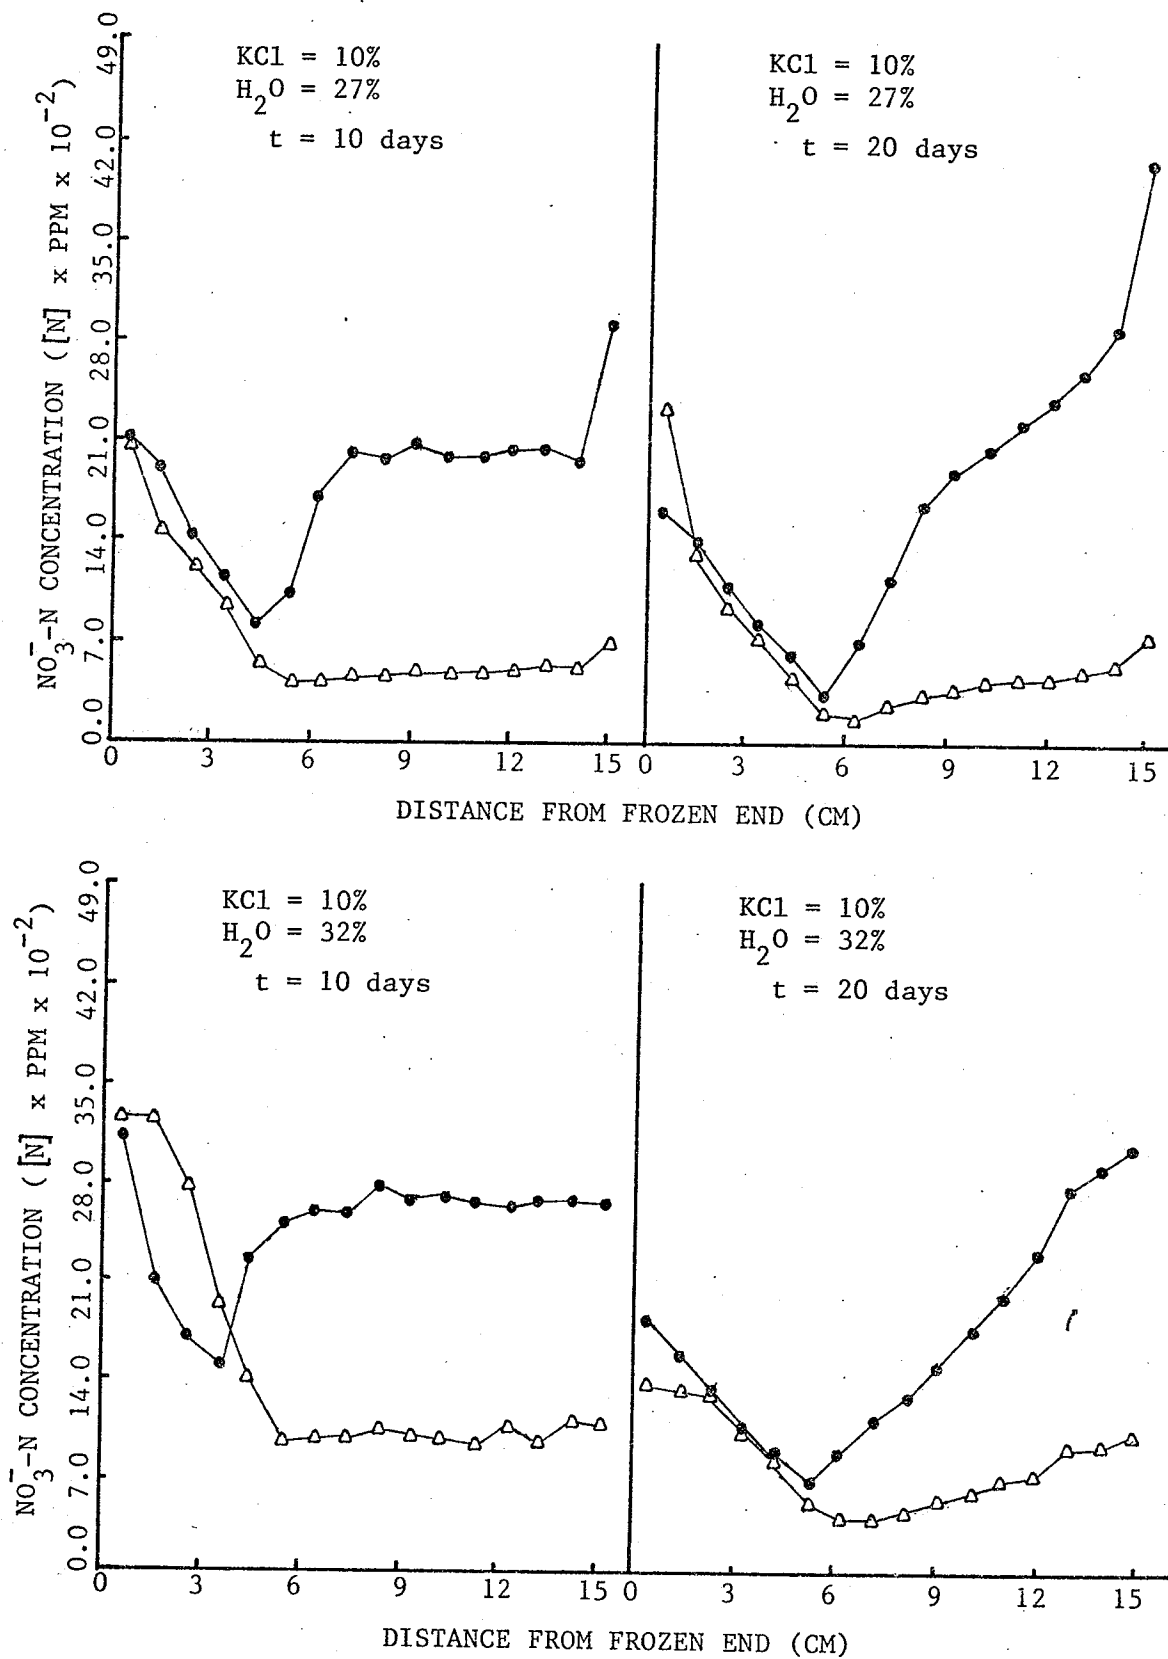 KCl = 10%
H2O = 27%
t = 10 days
KCl = 10%
H2O = 27%
t = 20 days
NO3⁻-N CONCENTRATION ([N] x PPM x 10⁻²)
49.0
42.0
35.0
28.0
21.0
14.0
7.0
0.0
0 3 6 9 12 15 0 3 6 9 12 15
DISTANCE FROM FROZEN END (CM)
KCl = 10%
H2O = 32%
t = 10 days
KCl = 10%
H2O = 32%
t = 20 days
NO3⁻-N CONCENTRATION ([N] x PPM x 10⁻²)
49.0
42.0
35.0
28.0
21.0
14.0
7.0
0.0
0 3 6 9 12 15 0 3 6 9 12 15
DISTANCE FROM FROZEN END (CM)